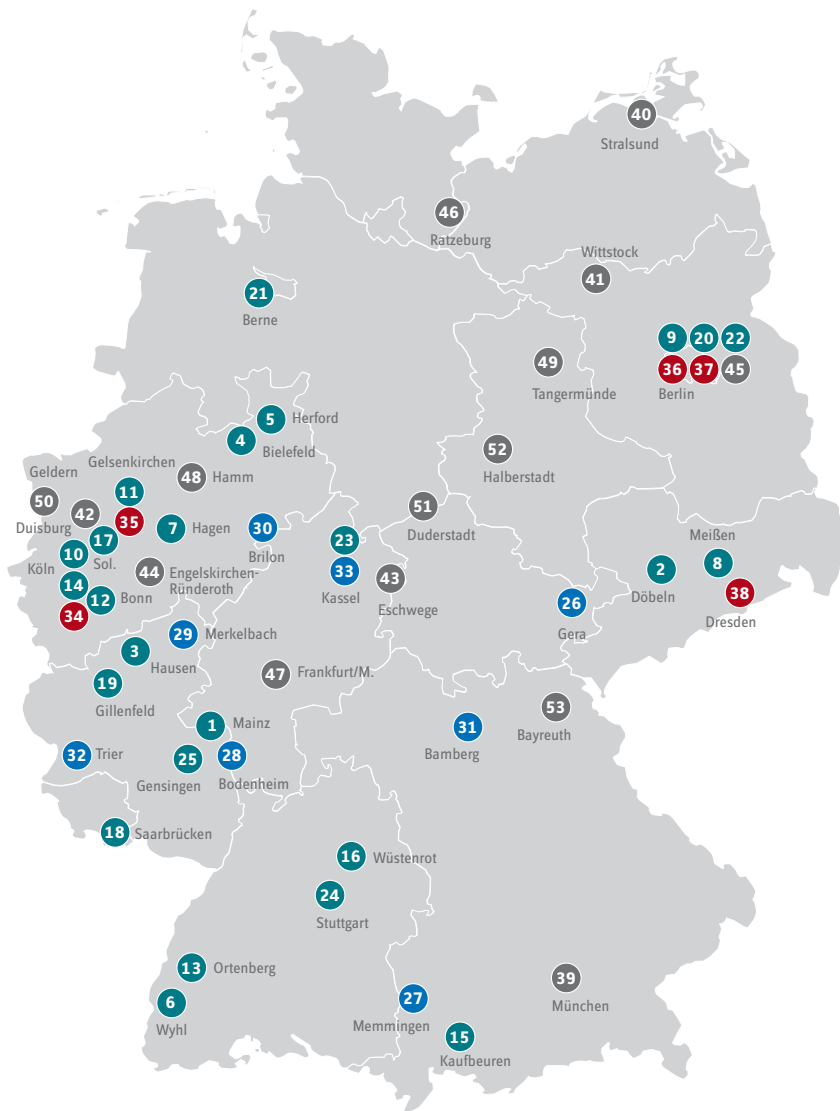 40
Stralsund
46
Ratzeburg
Wittstock
41
21
Berne
9 20 22
36 37 45
Berlin
49
Tangermünde
5 Herford
4 Bielefeld
52
Halberstadt
Gelsenkirchen
Geldern
48 Hamm
11
50
42
35
Duisburg
7 Hagen
30
Brilon
51
Duderstadt
17
Sol.
10
Köln
23
33
Kassel
43
Eschwege
Meißen
8
2
Döbeln
38
Dresden
44 Engelskirchen-
Ründeroth
14
12 Bonn
34
26
Gera
29 Merkelbach
3
Hausen
19
Gillenfeld
47 Frankfurt/M.
53
Bayreuth
1 Mainz
31
Bamberg
32 Trier
25
Gensingen
28
Bodenheim
18 Saarbrücken
16 Wüstenrot
24
Stuttgart
13 Ortenberg
6
Wyhl
39
München
27
Memmingen
15
Kaufbeuren